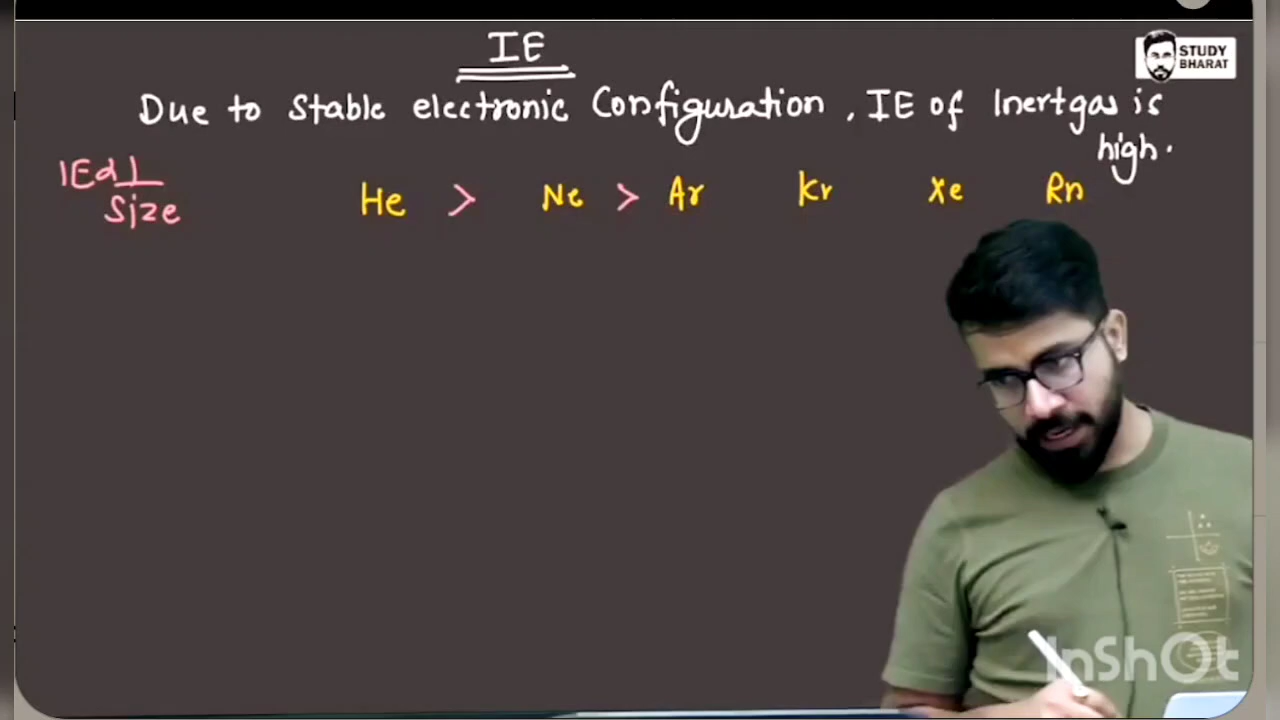 IE
STUDY
BHARAT
Due to stable electronic Configuration, IE of Inertgas is
high.
IE α 1
Size
He > Ne > Ar Kr Xe Rn
InShOt